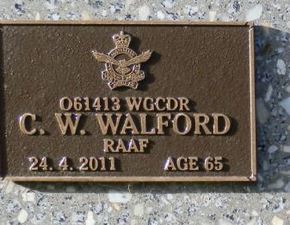 O61413 WGCDR
C. W. WALFORD
RAAF
24. 4. 2011 AGE 65